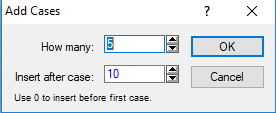 Add Cases ? ×
How many: 5 OK
Insert after case: 10 Cancel
Use 0 to insert before first case.